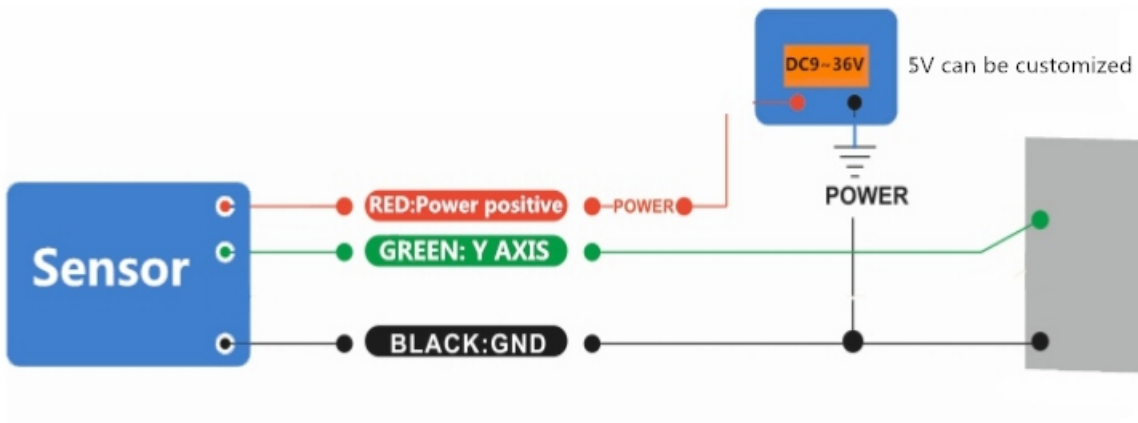 DC9~36V
5V can be customized
POWER
RED:Power positive
POWER
GREEN: Y AXIS
Sensor
BLACK:GND